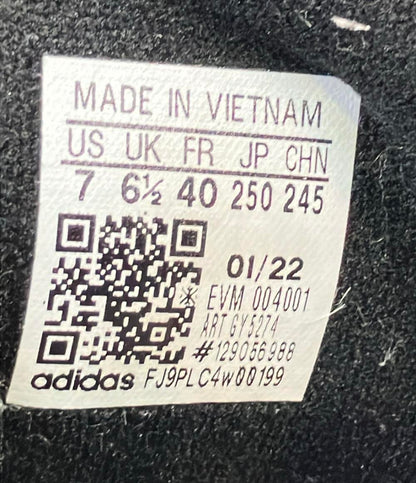 MADE IN VIETNAM
US UK FR JP CHN
7 6½ 40 250 245
01/22
* EVM 004001
ART GY5274
#129056988
adidas FJ9PLC4W00199